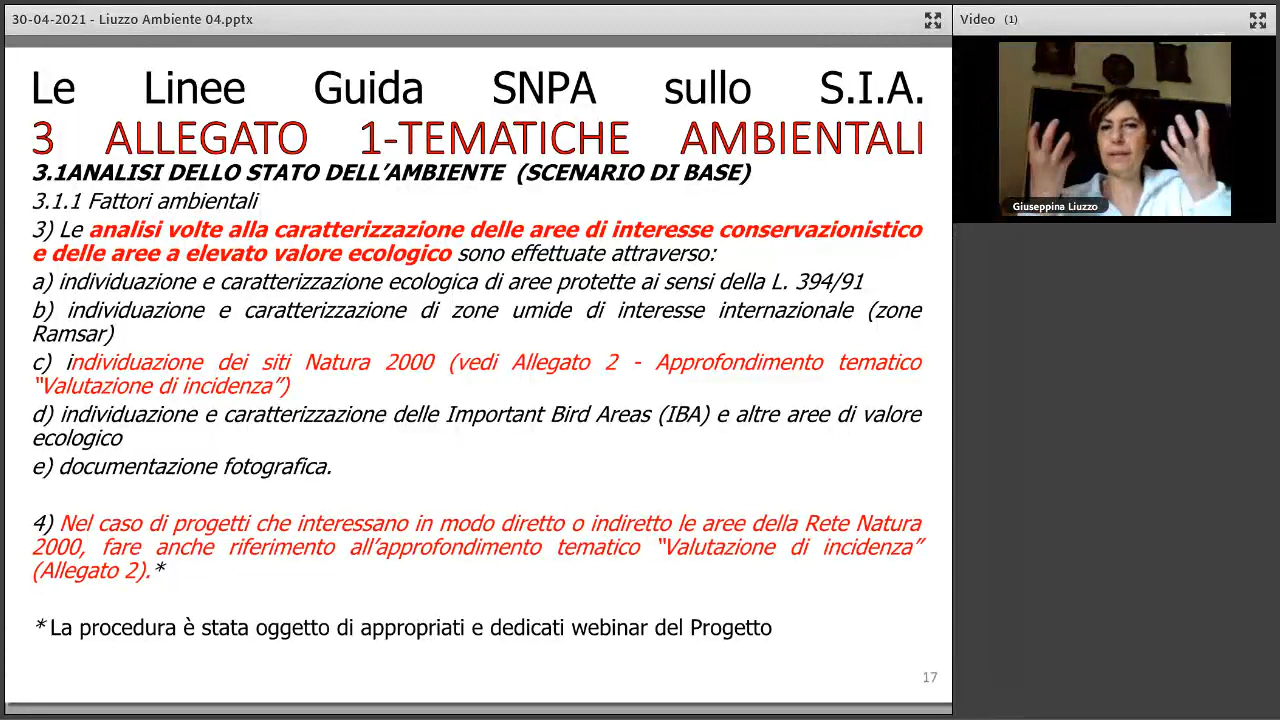 30-04-2021 - Liuzzo Ambiente 04.pptx
Video (1)
Giuseppina Liuzzo
Le Linee Guida SNPA sullo S.I.A.
3 ALLEGATO 1-TEMATICHE AMBIENTALI
3.1ANALISI DELLO STATO DELL’AMBIENTE (SCENARIO DI BASE)
3.1.1 Fattori ambientali
3) Le analisi volte alla caratterizzazione delle aree di interesse conservazionistico
e delle aree a elevato valore ecologico sono effettuate attraverso:
a) individuazione e caratterizzazione ecologica di aree protette ai sensi della L. 394/91
b) individuazione e caratterizzazione di zone umide di interesse internazionale (zone
Ramsar)
c) individuazione dei siti Natura 2000 (vedi Allegato 2 - Approfondimento tematico
“Valutazione di incidenza”)
d) individuazione e caratterizzazione delle Important Bird Areas (IBA) e altre aree di valore
ecologico
e) documentazione fotografica.
4) Nel caso di progetti che interessano in modo diretto o indiretto le aree della Rete Natura
2000, fare anche riferimento all’approfondimento tematico “Valutazione di incidenza”
(Allegato 2).*
* La procedura è stata oggetto di appropriati e dedicati webinar del Progetto
17